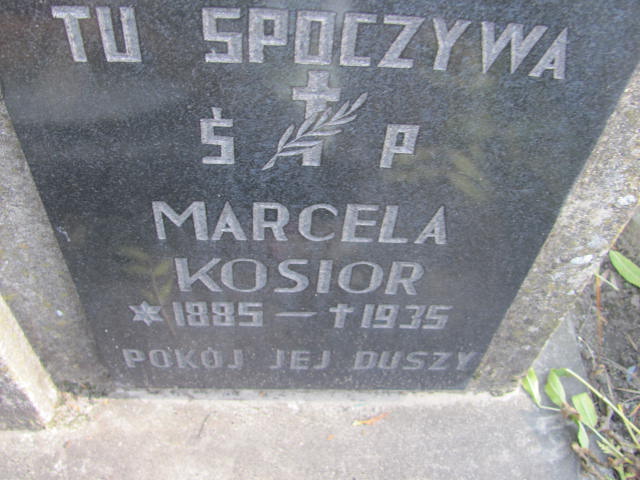 TU SPOCZYWA
Ś P
MARCELA
KOSIOR
* 1885 - † 1935
POKÓJ JEJ DUSZY